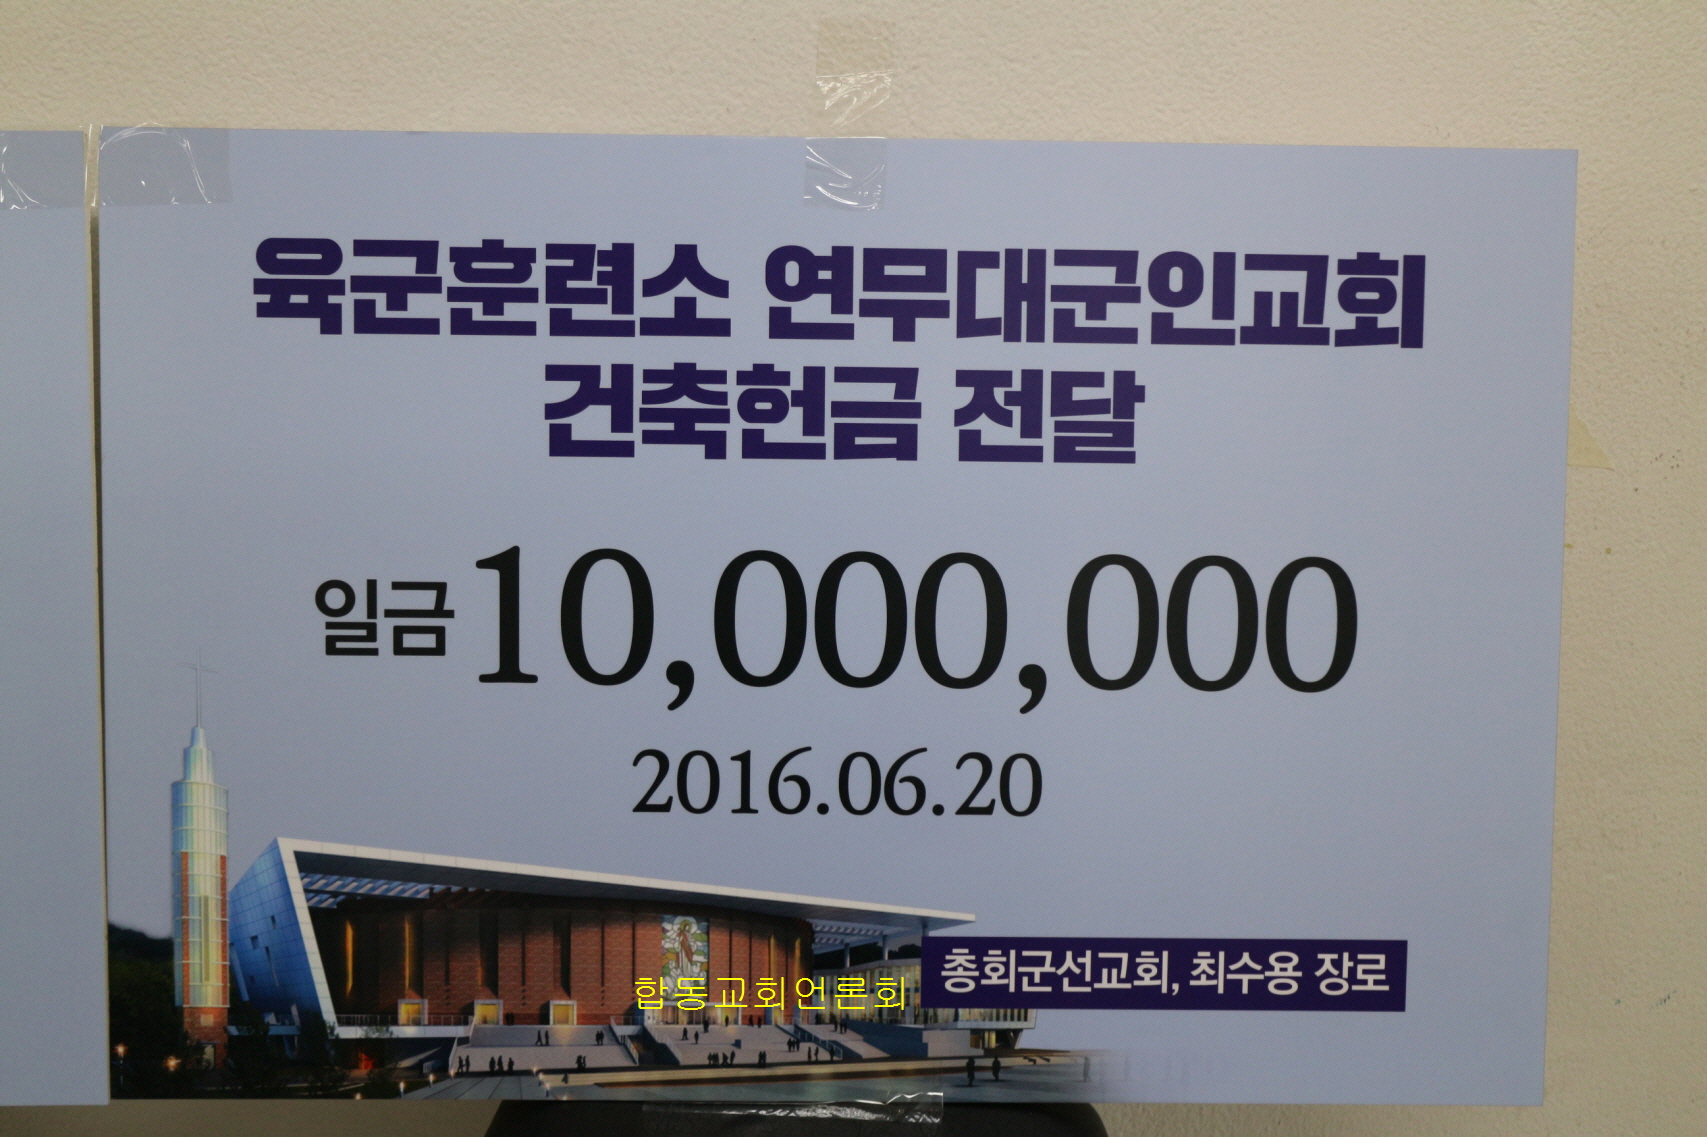 육군훈련소 연무대군인교회
건축헌금 전달
일금 10,000,000
2016.06.20
총회군선교회, 최수용 장로
합동교회언론회